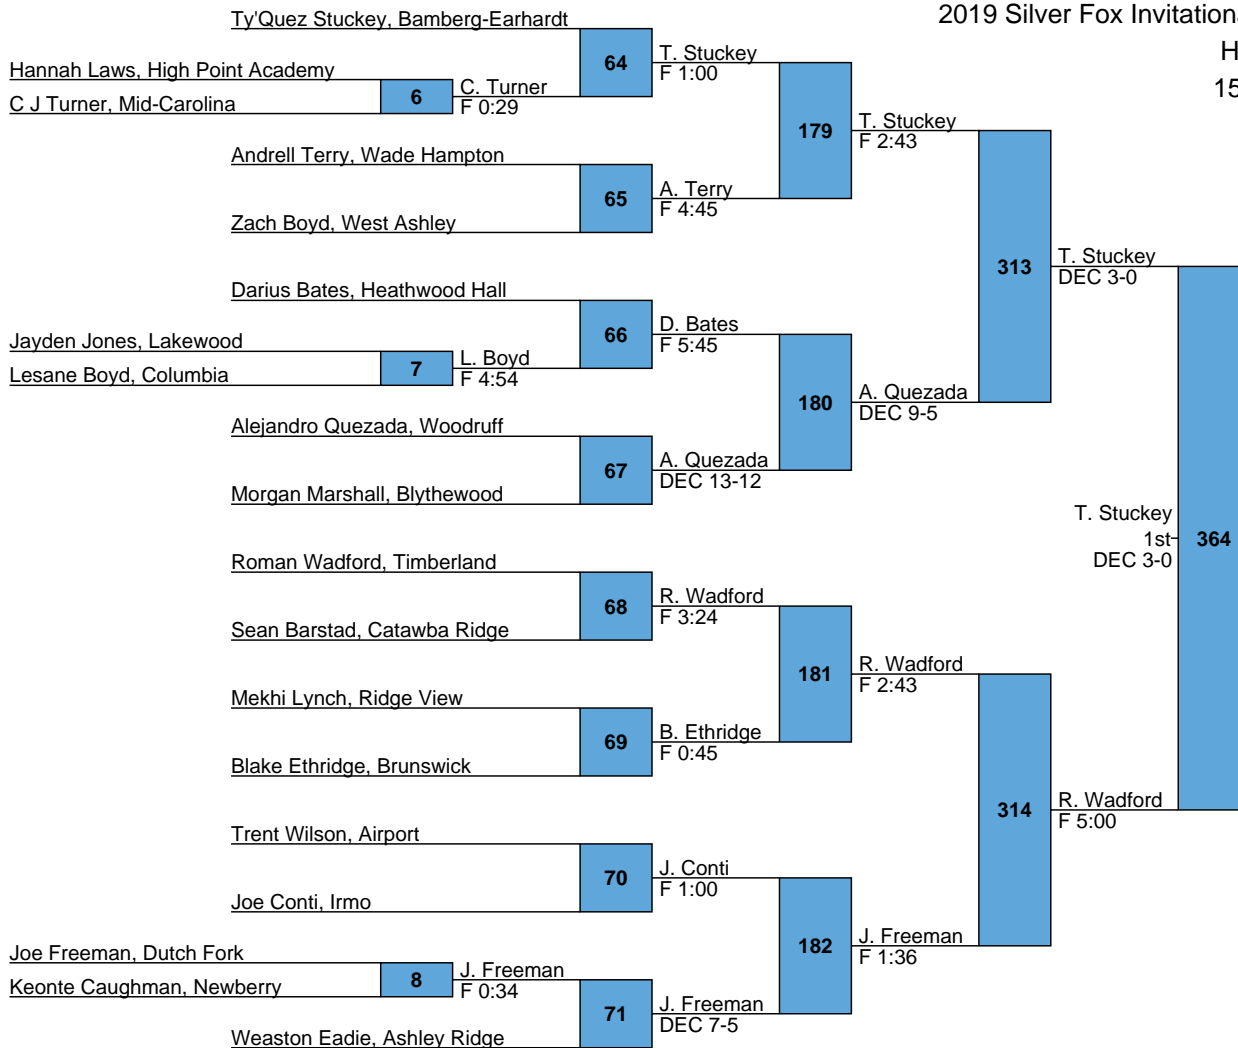 2019 Silver Fox Invitationa
H
15
Ty'Quez Stuckey, Bamberg-Earhardt
64
T. Stuckey
F 1:00
Hannah Laws, High Point Academy
C J Turner, Mid-Carolina
6
C. Turner
F 0:29
179
T. Stuckey
F 2:43
Andrell Terry, Wade Hampton
65
A. Terry
F 4:45
Zach Boyd, West Ashley
313
T. Stuckey
DEC 3-0
Darius Bates, Heathwood Hall
66
D. Bates
F 5:45
Jayden Jones, Lakewood
Lesane Boyd, Columbia
7
L. Boyd
F 4:54
180
A. Quezada
DEC 9-5
Alejandro Quezada, Woodruff
67
A. Quezada
DEC 13-12
Morgan Marshall, Blythewood
T. Stuckey
1st
DEC 3-0
364
Roman Wadford, Timberland
68
R. Wadford
F 3:24
Sean Barstad, Catawba Ridge
181
R. Wadford
F 2:43
Mekhi Lynch, Ridge View
69
B. Ethridge
F 0:45
Blake Ethridge, Brunswick
314
R. Wadford
F 5:00
Trent Wilson, Airport
70
J. Conti
F 1:00
Joe Conti, Irmo
182
J. Freeman
F 1:36
Joe Freeman, Dutch Fork
Keonte Caughman, Newberry
8
J. Freeman
F 0:34
71
J. Freeman
DEC 7-5
Weaston Eadie, Ashley Ridge